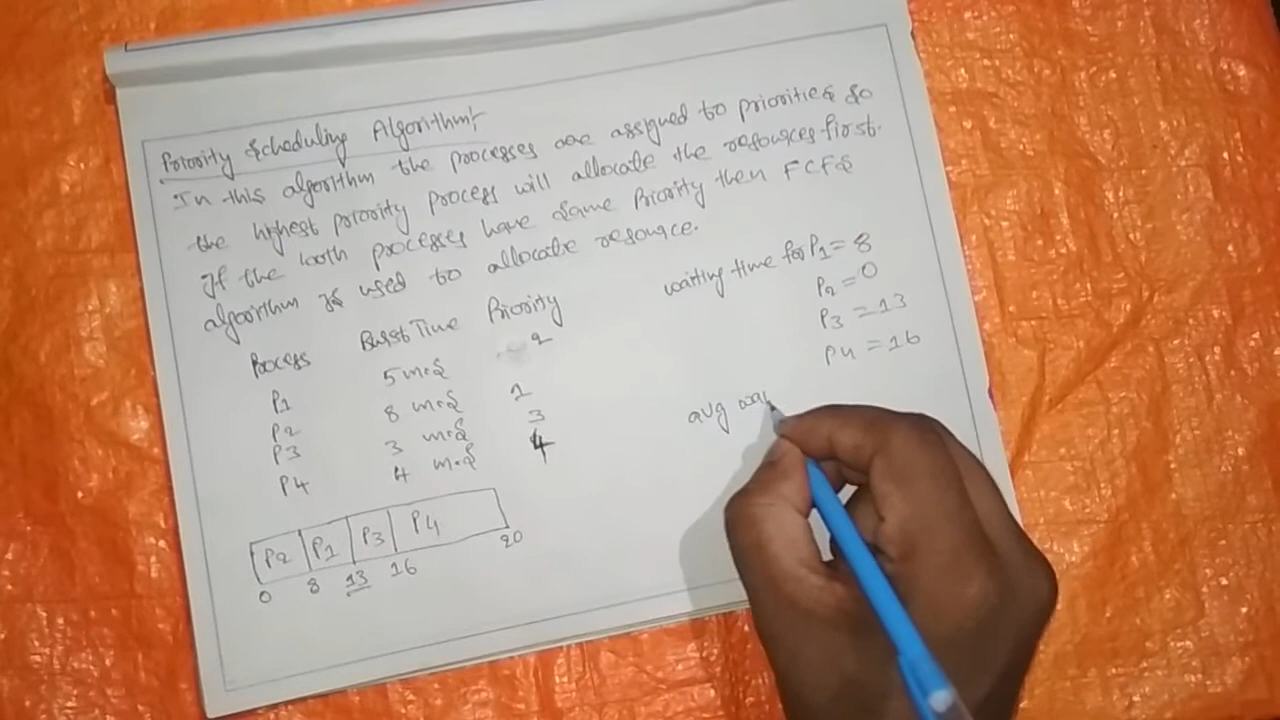 Priority Scheduling Algorithm:-
In this algorithm the processes are assigned to priorities So
the highest priority process will allocate the resources first.
If the both processes have same Priority then FCFS
algorithm is used to allocate resource.
Process Burst Time Priority
P1 5 m.s 2
P2 8 m.s 1
P3 3 m.s 3
P4 4 m.s 4
P2 P1 P3 P4
0 8 13 16 20
waiting time for P1 = 8
P2 = 0
P3 = 13
P4 = 16
avg wai